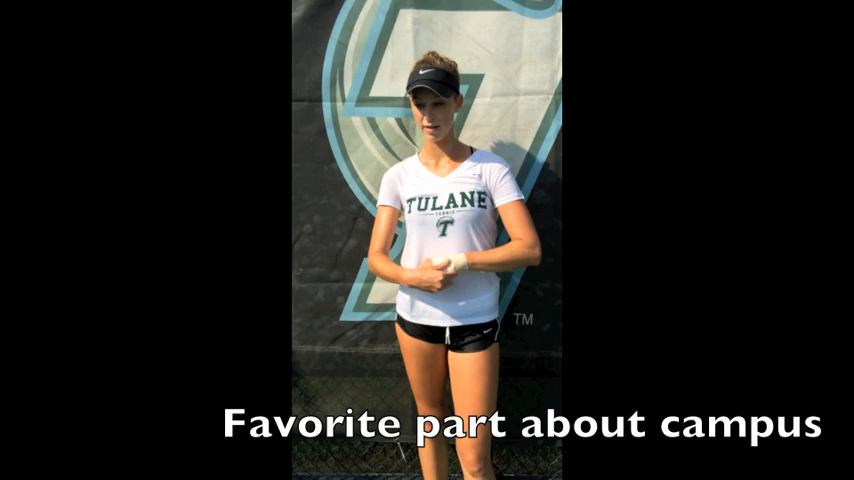 TULANE
TENNIS
T
TM
Favorite part about campus